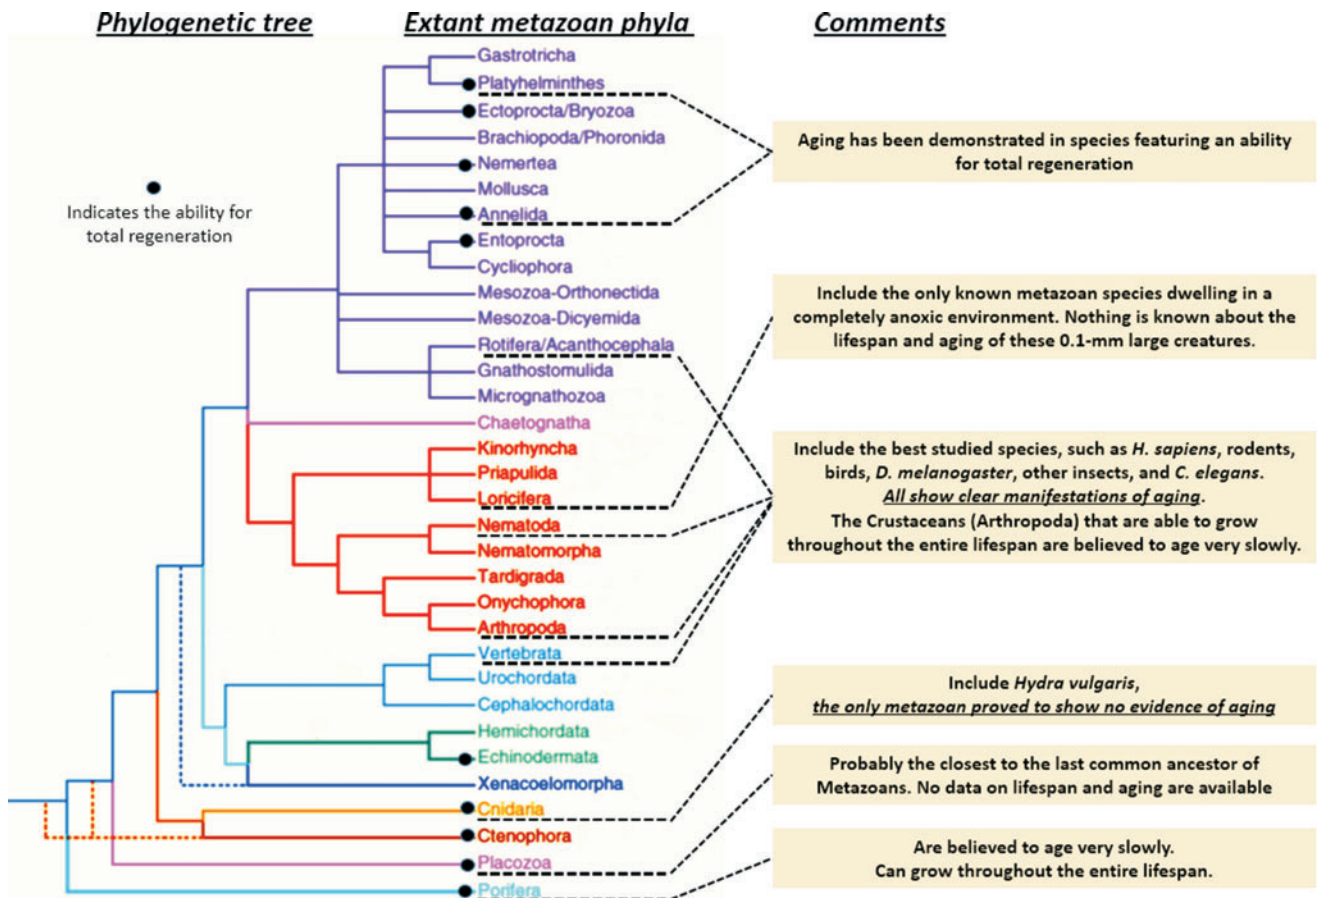 Phylogenetic tree
Extant metazoan phyla
Comments
Indicates the ability for
total regeneration
Gastrotricha
Platyhelminthes
Ectoprocta/Bryozoa
Brachiopoda/Phoronida
Nemertea
Mollusca
Annelida
Entoprocta
Cycliophora
Mesozoa-Orthonectida
Mesozoa-Dicyemida
Rotifera/Acanthocephala
Gnathostomulida
Micrognathozoa
Chaetognatha
Kinorhyncha
Priapulida
Loricifera
Nematoda
Nematomorpha
Tardigrada
Onychophora
Arthropoda
Vertebrata
Urochordata
Cephalochordata
Hemichordata
Echinodermata
Xenacoelomorpha
Cnidaria
Ctenophora
Placozoa
Porifera
Aging has been demonstrated in species featuring an ability
for total regeneration
Include the only known metazoan species dwelling in a
completely anoxic environment. Nothing is known about the
lifespan and aging of these 0.1-mm large creatures.
Include the best studied species, such as H. sapiens, rodents,
birds, D. melanogaster, other insects, and C. elegans.
All show clear manifestations of aging.
The Crustaceans (Arthropoda) that are able to grow
throughout the entire lifespan are believed to age very slowly.
Include Hydra vulgaris,
the only metazoan proved to show no evidence of aging
Probably the closest to the last common ancestor of
Metazoans. No data on lifespan and aging are available
Are believed to age very slowly.
Can grow throughout the entire lifespan.